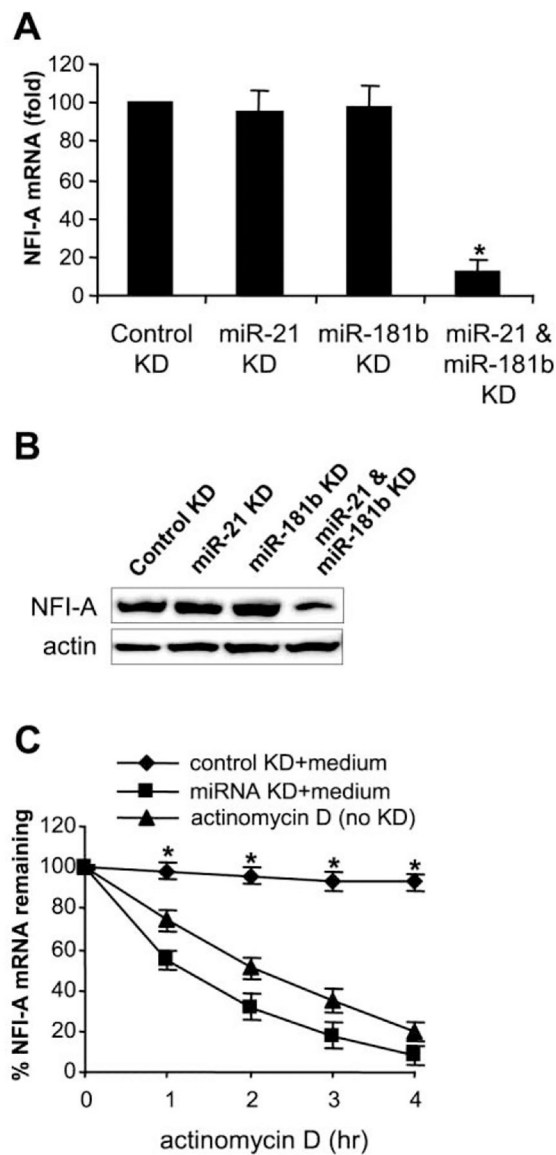 A
NFI-A mRNA (fold)
120
100
80
60
40
20
0
*
Control KD
miR-21 KD
miR-181b KD
miR-21 & miR-181b KD
B
Control KD
miR-21 KD
miR-181b KD
miR-21 &
miR-181b KD
NFI-A
actin
C
control KD+medium
miRNA KD+medium
actinomycin D (no KD)
% NFI-A mRNA remaining
120
100
80
60
40
20
0
* * * *
0 1 2 3 4
actinomycin D (hr)